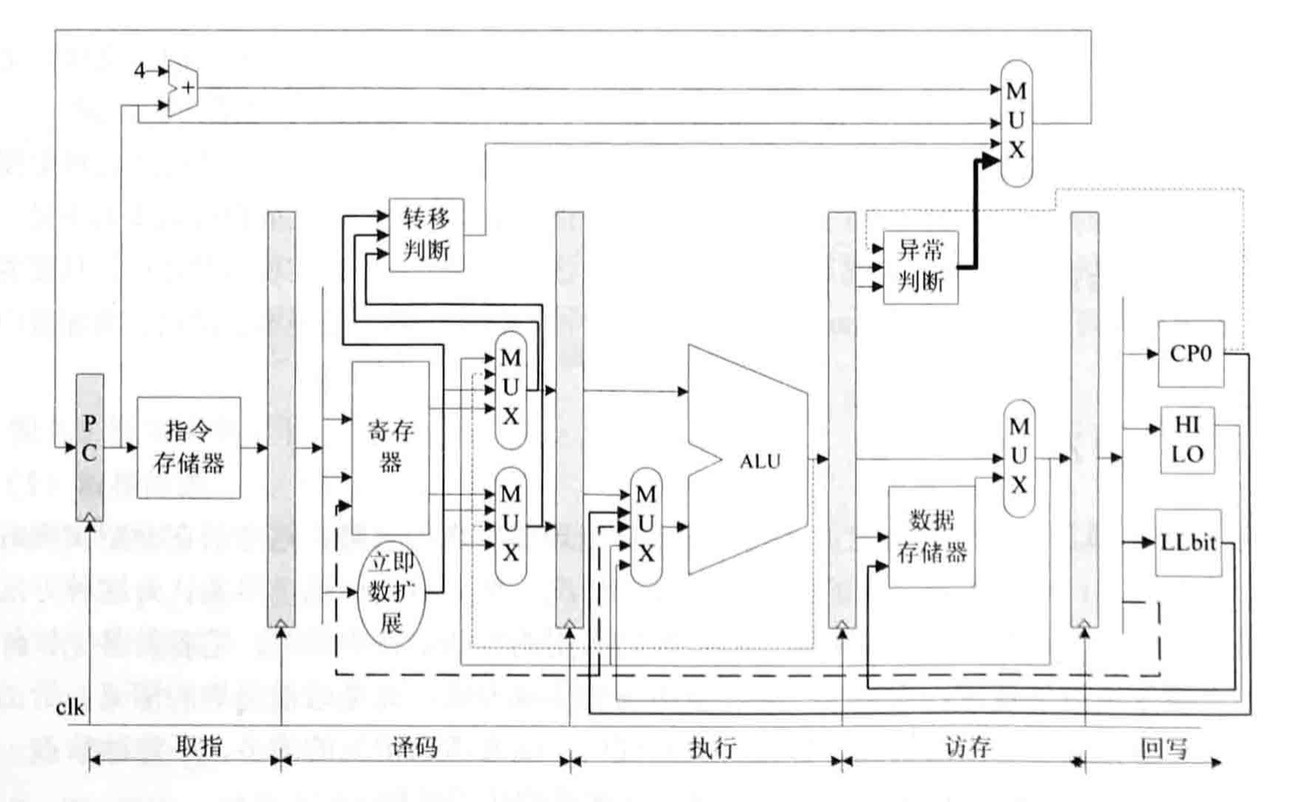 4
+
M
U
X
转移
判断
异常
判断
P
C
指令
存储器
寄存
器
立即
数扩
展
M
U
X
M
U
X
M
U
X
ALU
M
U
X
数据
存储器
CP0
HI
LO
LLbit
clk
取指
译码
执行
访存
回写